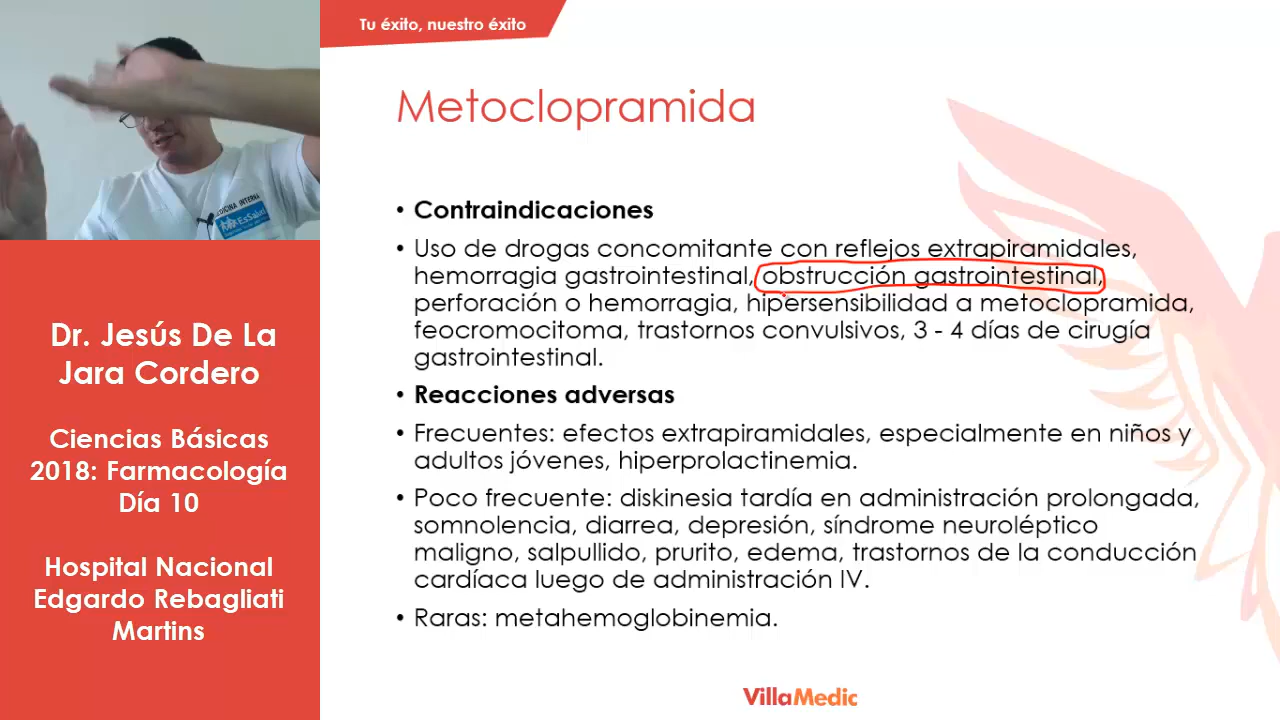 Tu éxito, nuestro éxito
Metoclopramida
• Contraindicaciones
• Uso de drogas concomitante con reflejos extrapiramidales,
hemorragia gastrointestinal, obstrucción gastrointestinal,
perforación o hemorragia, hipersensibilidad a metoclopramida,
feocromocitoma, trastornos convulsivos, 3 - 4 días de cirugía
gastrointestinal.
• Reacciones adversas
• Frecuentes: efectos extrapiramidales, especialmente en niños y
adultos jóvenes, hiperprolactinemia.
• Poco frecuente: diskinesia tardía en administración prolongada,
somnolencia, diarrea, depresión, síndrome neuroléptico
maligno, salpullido, prurito, edema, trastornos de la conducción
cardíaca luego de administración IV.
• Raras: metahemoglobinemia.
VillaMedic
EsSalud
Dr. Jesús De La
Jara Cordero
Ciencias Básicas
2018: Farmacología
Día 10
Hospital Nacional
Edgardo Rebagliati
Martins